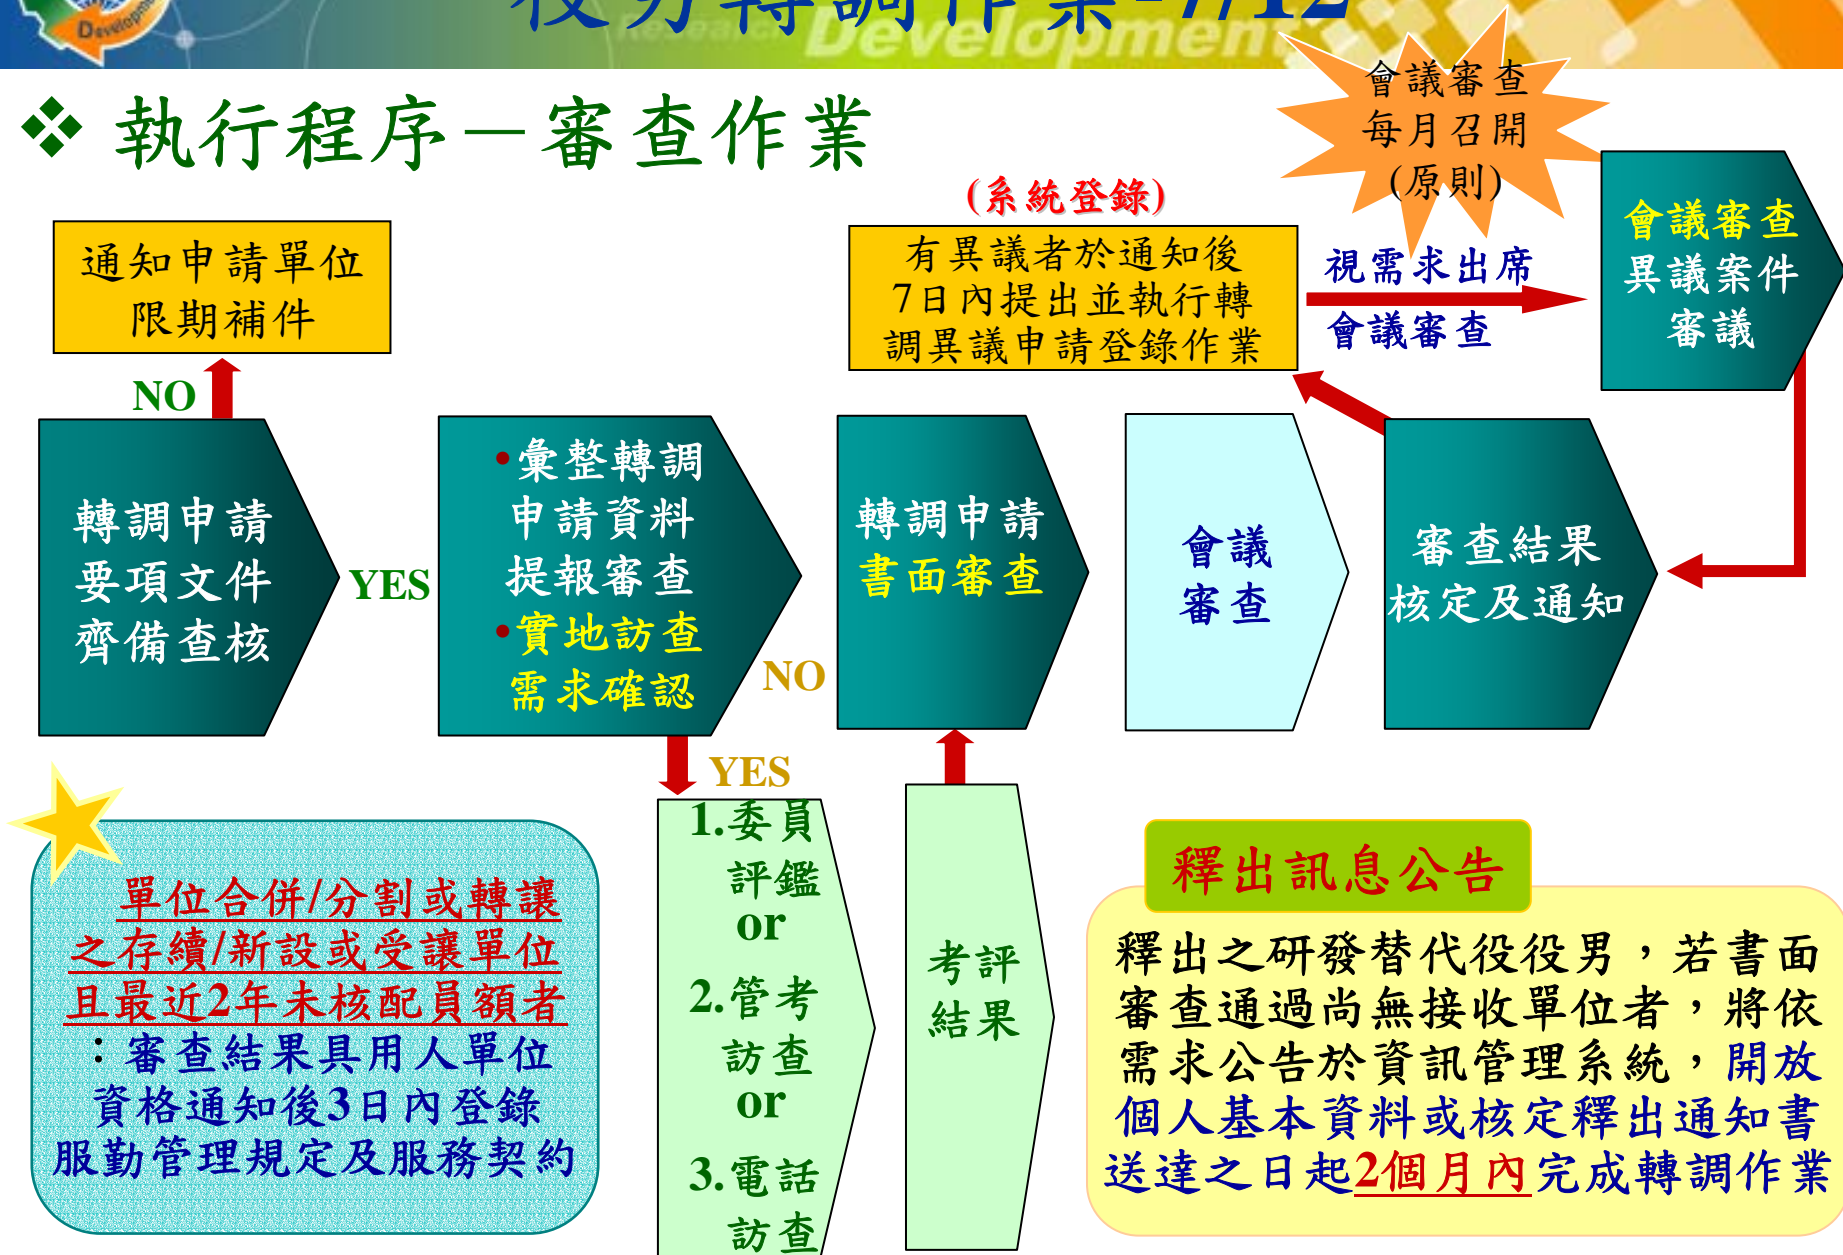 役男轉調作業-7/12
Research Development
Development
執行程序－審查作業
會議審查
每月召開
(原則)
(系統登錄)
通知申請單位
限期補件
有異議者於通知後
7日內提出並執行轉
調異議申請登錄作業
視需求出席
會議審查
會議審查
異議案件
審議
NO
轉調申請
要項文件
齊備查核
YES
•彙整轉調
申請資料
提報審查
•實地訪查
需求確認
NO
轉調申請
書面審查
會議
審查
審查結果
核定及通知
YES
1.委員
評鑑
or
2.管考
訪查
or
3.電話
訪查
考評
結果
單位合併/分割或轉讓
之存續/新設或受讓單位
且最近2年未核配員額者
：審查結果具用人單位
資格通知後3日內登錄
服勤管理規定及服務契約
釋出訊息公告
釋出之研發替代役役男，若書面
審查通過尚無接收單位者，將依
需求公告於資訊管理系統，開放
個人基本資料或核定釋出通知書
送達之日起2個月內完成轉調作業